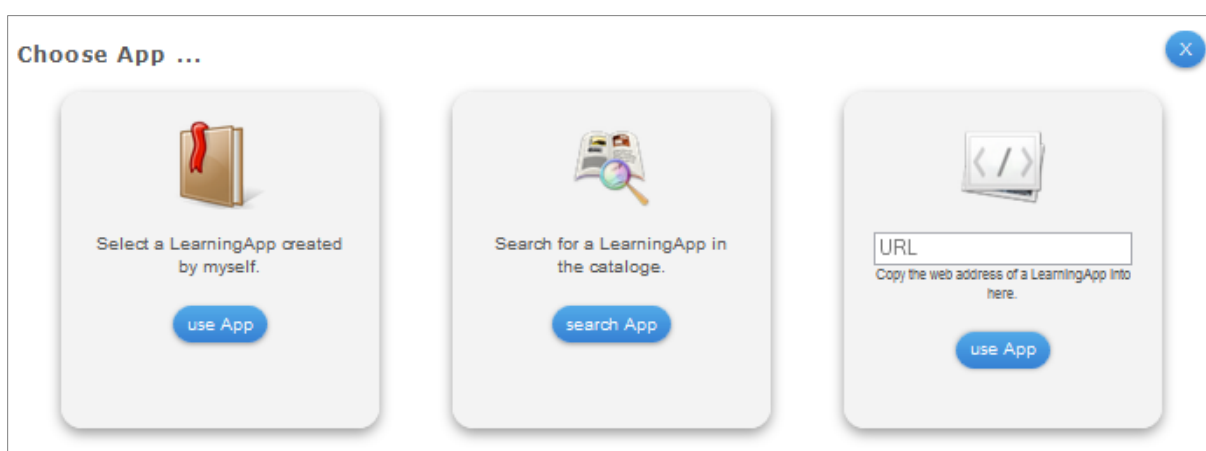 Choose App ...
X
Select a LearningApp created
by myself.
use App
Search for a LearningApp in
the cataloge.
search App
</>
URL
Copy the web address of a LearningApp into
here.
use App